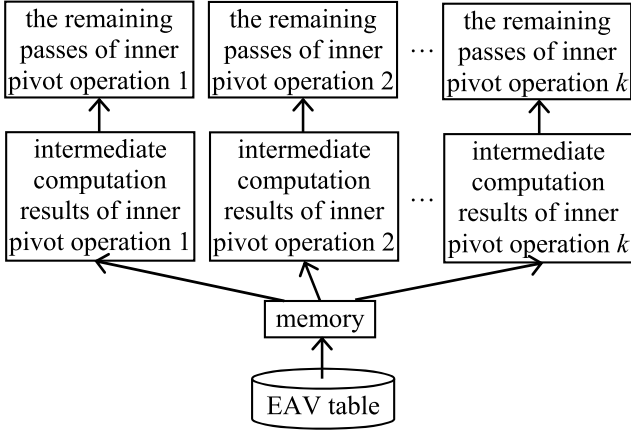 the remaining
passes of inner
pivot operation 1
the remaining
passes of inner
pivot operation 2
...
the remaining
passes of inner
pivot operation k
intermediate
computation
results of inner
pivot operation 1
intermediate
computation
results of inner
pivot operation 2
...
intermediate
computation
results of inner
pivot operation k
memory
EAV table